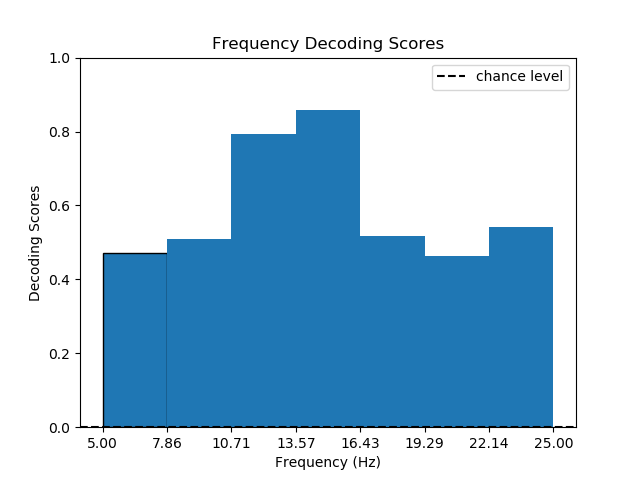 Frequency Decoding Scores
chance level
1.0
0.8
0.6
0.4
0.2
0.0
Decoding Scores
5.00 7.86 10.71 13.57 16.43 19.29 22.14 25.00
Frequency (Hz)